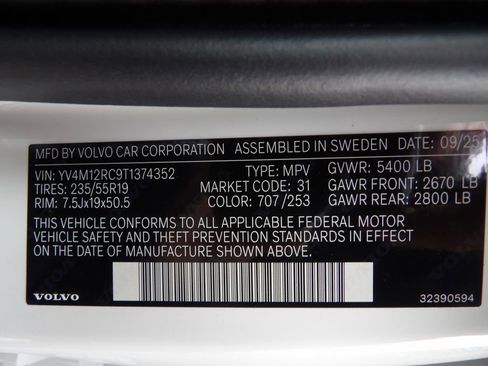 MFD BY VOLVO CAR CORPORATION ASSEMBLED IN SWEDEN DATE: 09/25
VIN: YV4M12RC9T1374352 TYPE: MPV GVWR: 5400 LB
TIRES: 235/55R19 MARKET CODE: 31 GAWR FRONT: 2670 LB
RIM: 7.5Jx19x50.5 COLOR: 707/253 GAWR REAR: 2800 LB
THIS VEHICLE CONFORMS TO ALL APPLICABLE FEDERAL MOTOR
VEHICLE SAFETY AND THEFT PREVENTION STANDARDS IN EFFECT
ON THE DATE OF MANUFACTURE SHOWN ABOVE.
VOLVO 32390594